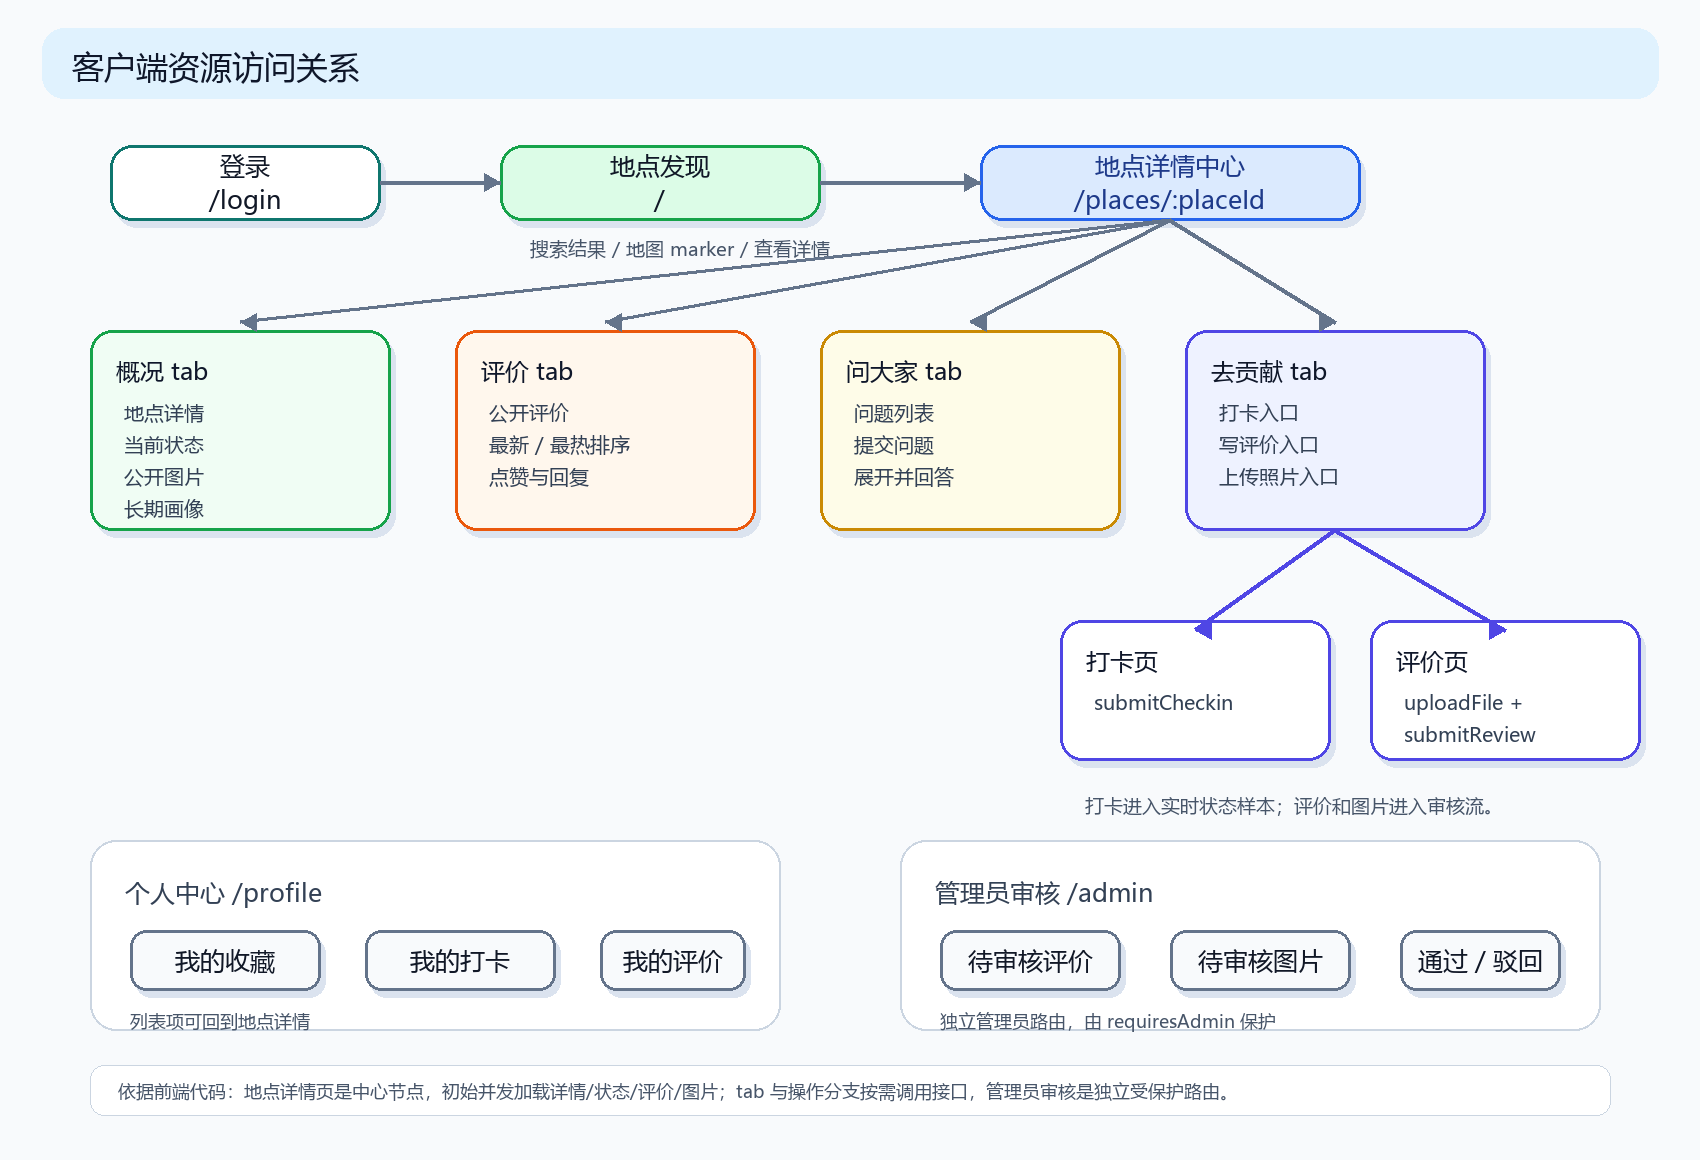 客户端资源访问关系
登录
/login
地点发现
/
地点详情中心
/places/:placeId
搜索结果 / 地图 marker / 查看详情
概况 tab
地点详情
当前状态
公开图片
长期画像
评价 tab
公开评价
最新 / 最热排序
点赞与回复
问大家 tab
问题列表
提交问题
展开并回答
去贡献 tab
打卡入口
写评价入口
上传照片入口
打卡页
submitCheckin
评价页
uploadFile +
submitReview
打卡进入实时状态样本；评价和图片进入审核流。
个人中心 /profile
我的收藏
我的打卡
我的评价
列表项可回到地点详情
管理员审核 /admin
待审核评价
待审核图片
通过 / 驳回
独立管理员路由，由 requiresAdmin 保护
依据前端代码：地点详情页是中心节点，初始并发加载详情/状态/评价/图片；tab 与操作分支按需调用接口，管理员审核是独立受保护路由。